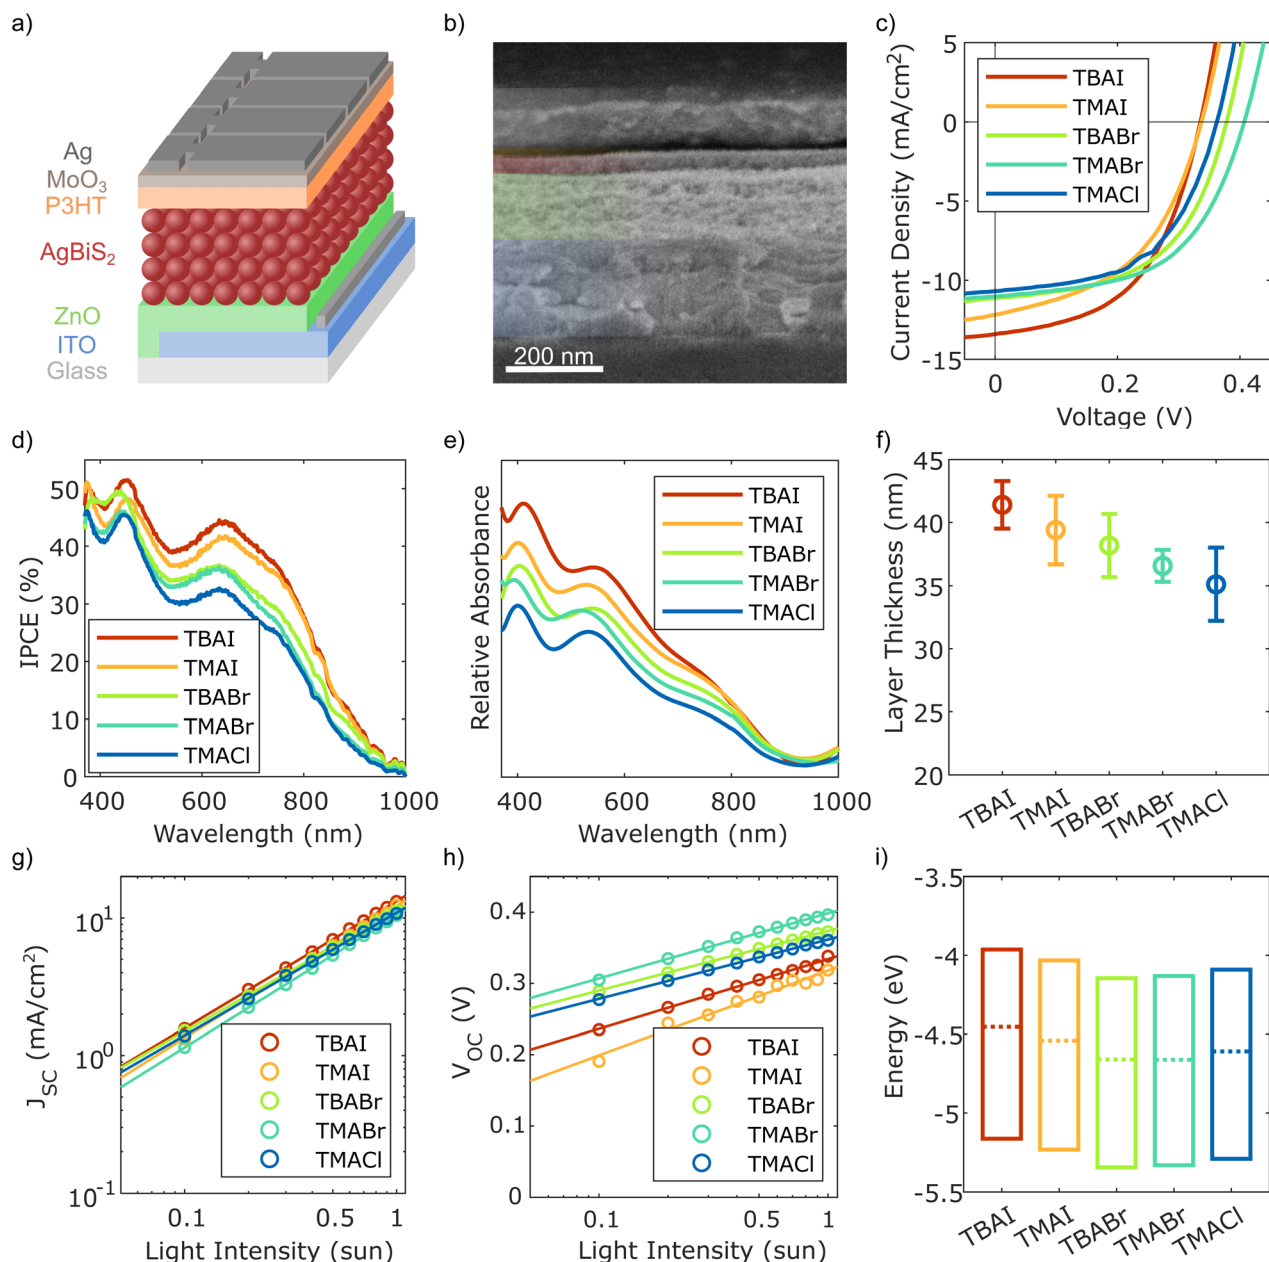 a)
Ag
MoO3
P3HT
AgBiS2
ZnO
ITO
Glass
b)
200 nm
c)
Current Density (mA/cm2)
5
0
-5
-10
-15
TBAI
TMAI
TBABr
TMABr
TMACl
0
0.2
0.4
Voltage (V)
d)
IPCE (%)
50
40
30
20
10
0
TBAI
TMAI
TBABr
TMABr
TMACl
400
600
800
1000
Wavelength (nm)
e)
Relative Absorbance
TBAI
TMAI
TBABr
TMABr
TMACl
400
600
800
1000
Wavelength (nm)
f)
Layer Thickness (nm)
45
40
35
30
25
20
TBAI
TMAI
TBABr
TMABr
TMACl
g)
JSC (mA/cm2)
10^1
10^0
10^-1
TBAI
TMAI
TBABr
TMABr
TMACl
0.1
0.5
1
Light Intensity (sun)
h)
VOC (V)
0.4
0.3
0.2
0.1
0
TBAI
TMAI
TBABr
TMABr
TMACl
0.1
0.5
1
Light Intensity (sun)
i)
Energy (eV)
-3.5
-4
-4.5
-5
-5.5
TBAI
TMAI
TBABr
TMABr
TMACl